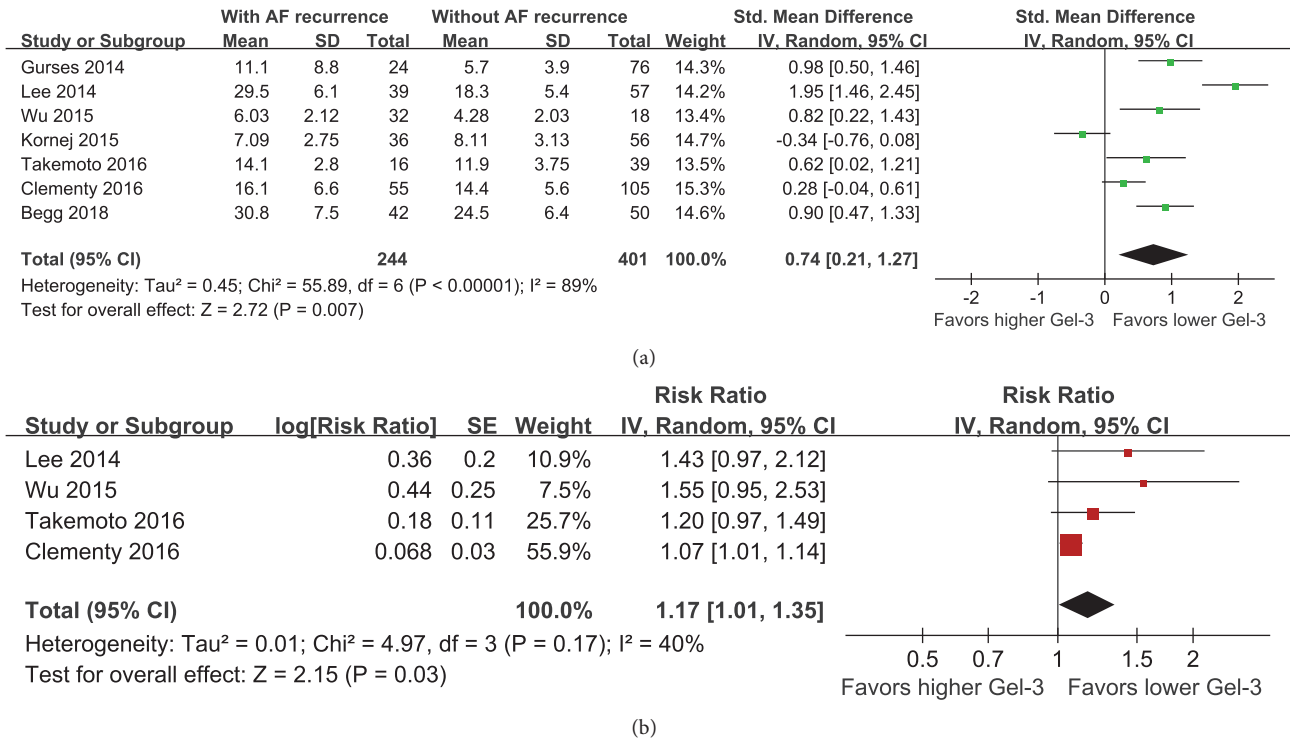 With AF recurrence Without AF recurrence Std. Mean Difference Std. Mean Difference
Study or Subgroup Mean SD Total Mean SD Total Weight IV, Random, 95% CI IV, Random, 95% CI
Gurses 2014 11.1 8.8 24 5.7 3.9 76 14.3% 0.98 [0.50, 1.46]
Lee 2014 29.5 6.1 39 18.3 5.4 57 14.2% 1.95 [1.46, 2.45]
Wu 2015 6.03 2.12 32 4.28 2.03 18 13.4% 0.82 [0.22, 1.43]
Kornej 2015 7.09 2.75 36 8.11 3.13 56 14.7% -0.34 [-0.76, 0.08]
Takemoto 2016 14.1 2.8 16 11.9 3.75 39 13.5% 0.62 [0.02, 1.21]
Clementy 2016 16.1 6.6 55 14.4 5.6 105 15.3% 0.28 [-0.04, 0.61]
Begg 2018 30.8 7.5 42 24.5 6.4 50 14.6% 0.90 [0.47, 1.33]
Total (95% CI) 244 401 100.0% 0.74 [0.21, 1.27]
Heterogeneity: Tau² = 0.45; Chi² = 55.89, df = 6 (P < 0.00001); I² = 89%
Test for overall effect: Z = 2.72 (P = 0.007)
-2 -1 0 1 2
Favors higher Gel-3 Favors lower Gel-3
(a)
Risk Ratio Risk Ratio
Study or Subgroup log[Risk Ratio] SE Weight IV, Random, 95% CI IV, Random, 95% CI
Lee 2014 0.36 0.2 10.9% 1.43 [0.97, 2.12]
Wu 2015 0.44 0.25 7.5% 1.55 [0.95, 2.53]
Takemoto 2016 0.18 0.11 25.7% 1.20 [0.97, 1.49]
Clementy 2016 0.068 0.03 55.9% 1.07 [1.01, 1.14]
Total (95% CI) 100.0% 1.17 [1.01, 1.35]
Heterogeneity: Tau² = 0.01; Chi² = 4.97, df = 3 (P = 0.17); I² = 40%
Test for overall effect: Z = 2.15 (P = 0.03)
0.5 0.7 1 1.5 2
Favors higher Gel-3 Favors lower Gel-3
(b)